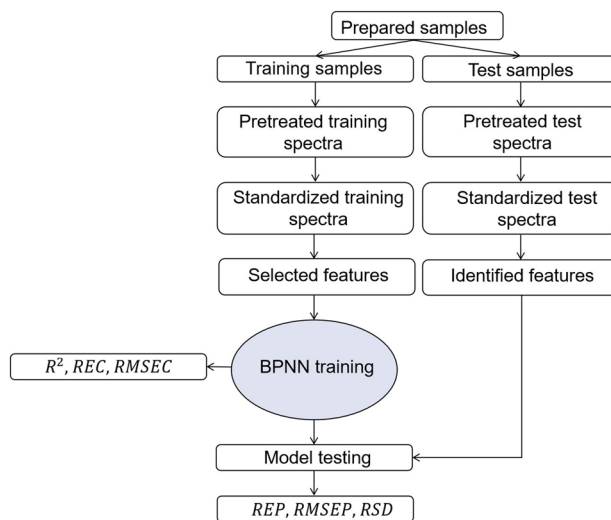 Prepared samples
Training samples
Test samples
Pretreated training
spectra
Pretreated test
spectra
Standardized training
spectra
Standardized test
spectra
Selected features
Identified features
BPNN training
R², REC, RMSEC
Model testing
REP, RMSEP, RSD